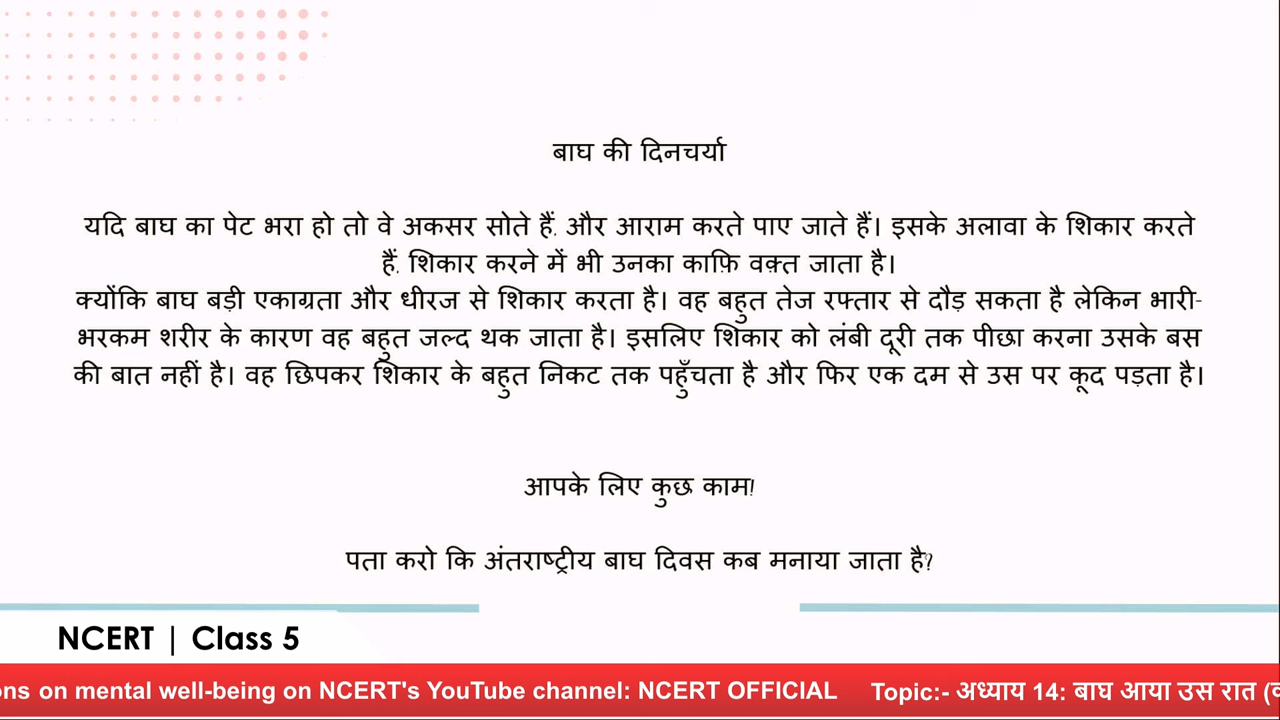 बाघ की दिनचर्या
यदि बाघ का पेट भरा हो तो वे अकसर सोते हैं. और आराम करते पाए जाते हैं। इसके अलावा के शिकार करते
हैं. शिकार करने में भी उनका काफ़ि वक़्त जाता है।
क्योंकि बाघ बड़ी एकाग्रता और धीरज से शिकार करता है। वह बहुत तेज रफ्तार से दौड़ सकता है लेकिन भारी-
भरकम शरीर के कारण वह बहुत जल्द थक जाता है। इसलिए शिकार को लंबी दूरी तक पीछा करना उसके बस
की बात नहीं है। वह छिपकर शिकार के बहुत निकट तक पहुँचता है और फिर एक दम से उस पर कूद पड़ता है।
आपके लिए कुछ काम!
पता करो कि अंतराष्ट्रीय बाघ दिवस कब मनाया जाता है?
NCERT | Class 5
ons on mental well-being on NCERT's YouTube channel: NCERT OFFICIAL Topic:- अध्याय 14: बाघ आया उस रात (